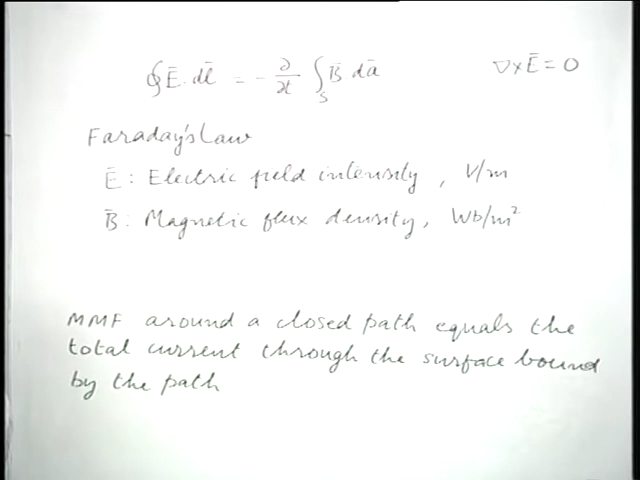 ∮Ē.dl̄ = -∂/∂t ∫_S B̄ dā ∇×Ē = 0
Faraday's Law
Ē : Electric field intensity , V/m
B̄ : Magnetic flux density, Wb/m²
MMF around a closed path equals the
total current through the surface bound
by the path